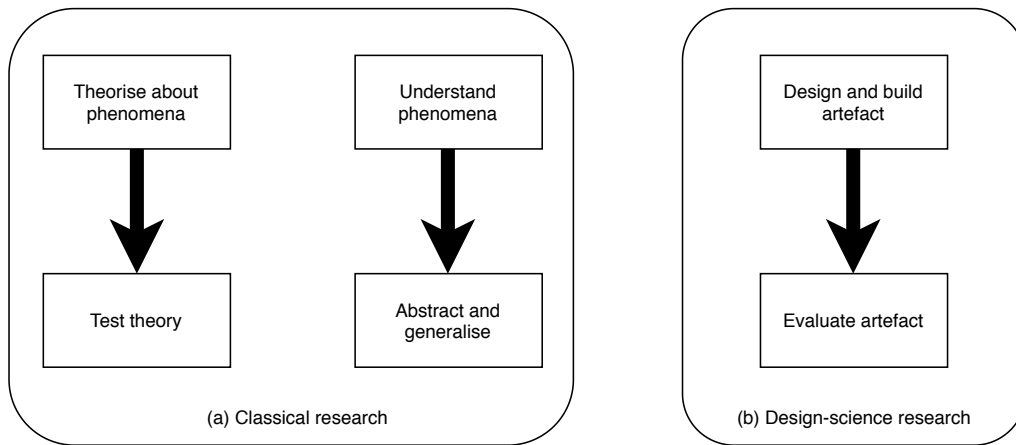 Theorise about
phenomena
Understand
phenomena
Design and build
artefact
Test theory
Abstract and
generalise
Evaluate artefact
(a) Classical research
(b) Design-science research